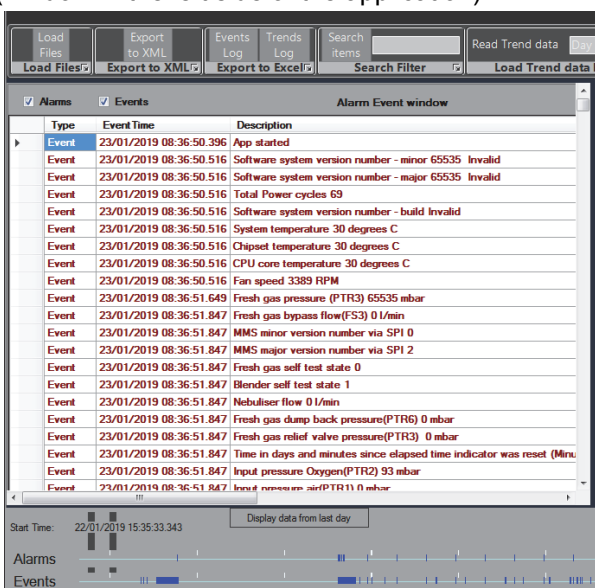 Load Files
Export to XML
Events Log
Trends Log
Search items
Read Trend data Day
Load Files
Export to XML
Export to Excel
Search Filter
Load Trend data
Alarms Events Alarm Event window
Type Event Time Description
Event 23/01/2019 08:36:50.396 App started
Event 23/01/2019 08:36:50.516 Software system version number - minor 65535 Invalid
Event 23/01/2019 08:36:50.516 Software system version number - major 65535 Invalid
Event 23/01/2019 08:36:50.516 Total Power cycles 69
Event 23/01/2019 08:36:50.516 Software system version number - build Invalid
Event 23/01/2019 08:36:50.516 System temperature 30 degrees C
Event 23/01/2019 08:36:50.516 Chipset temperature 30 degrees C
Event 23/01/2019 08:36:50.516 CPU core temperature 30 degrees C
Event 23/01/2019 08:36:50.516 Fan speed 3389 RPM
Event 23/01/2019 08:36:51.649 Fresh gas pressure (PTR3) 65535 mbar
Event 23/01/2019 08:36:51.847 Fresh gas bypass flow(FS3) 0 l/min
Event 23/01/2019 08:36:51.847 MMS minor version number via SPI 0
Event 23/01/2019 08:36:51.847 MMS major version number via SPI 2
Event 23/01/2019 08:36:51.847 Fresh gas self test state 0
Event 23/01/2019 08:36:51.847 Blender self test state 1
Event 23/01/2019 08:36:51.847 Nebuliser flow 0 l/min
Event 23/01/2019 08:36:51.847 Fresh gas dump back pressure(PTR6) 0 mbar
Event 23/01/2019 08:36:51.847 Fresh gas relief valve pressure(PTR3) 0 mbar
Event 23/01/2019 08:36:51.847 Time in days and minutes since elapsed time indicator was reset (Minu
Event 23/01/2019 08:36:51.847 Input pressure Oxygen(PTR2) 93 mbar
Event 23/01/2019 08:36:51.847 Input pressure air(PTR1) 0 mbar
Start Time: 22/01/2019 15:35:33.343 Display data from last day
Alarms
Events